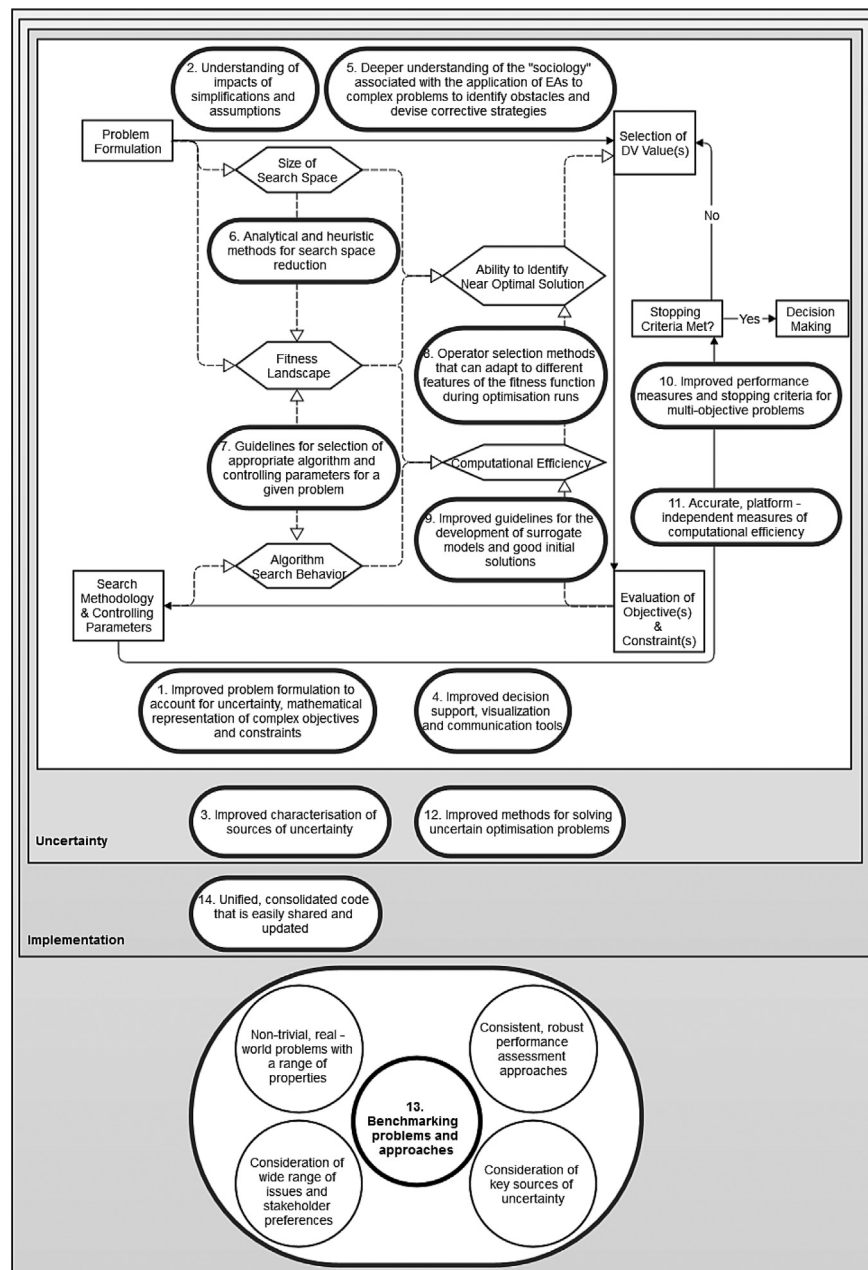 2. Understanding of
impacts of
simplifications and
assumptions
5. Deeper understanding of the "sociology"
associated with the application of EAs to
complex problems to identify obstacles and
devise corrective strategies
Problem
Formulation
Selection of
DV Value(s)
Size of
Search Space
No
6. Analytical and heuristic
methods for search space
reduction
Ability to Identify
Near Optimal Solution
Stopping
Criteria Met?
Yes
Decision
Making
Fitness
Landscape
8. Operator selection methods
that can adapt to different
features of the fitness function
during optimisation runs
10. Improved performance
measures and stopping criteria for
multi-objective problems
7. Guidelines for selection of
appropriate algorithm and
controlling parameters for a
given problem
Computational Efficiency
9. Improved guidelines for the
development of surrogate
models and good initial
solutions
11. Accurate, platform -
independent measures of
computational efficiency
Algorithm
Search Behavior
Search
Methodology
& Controlling
Parameters
Evaluation of
Objective(s)
&
Constraint(s)
1. Improved problem formulation to
account for uncertainty, mathematical
representation of complex objectives
and constraints
4. Improved decision
support, visualization
and communication tools
3. Improved characterisation of
sources of uncertainty
12. Improved methods for solving
uncertain optimisation problems
Uncertainty
14. Unified, consolidated code
that is easily shared and
updated
Implementation
Non-trivial, real -
world problems with
a range of
properties
Consistent, robust
performance
assessment
approaches
13.
Benchmarking
problems and
approaches
Consideration of
wide range of
issues and
stakeholder
preferences
Consideration of
key sources of
uncertainty